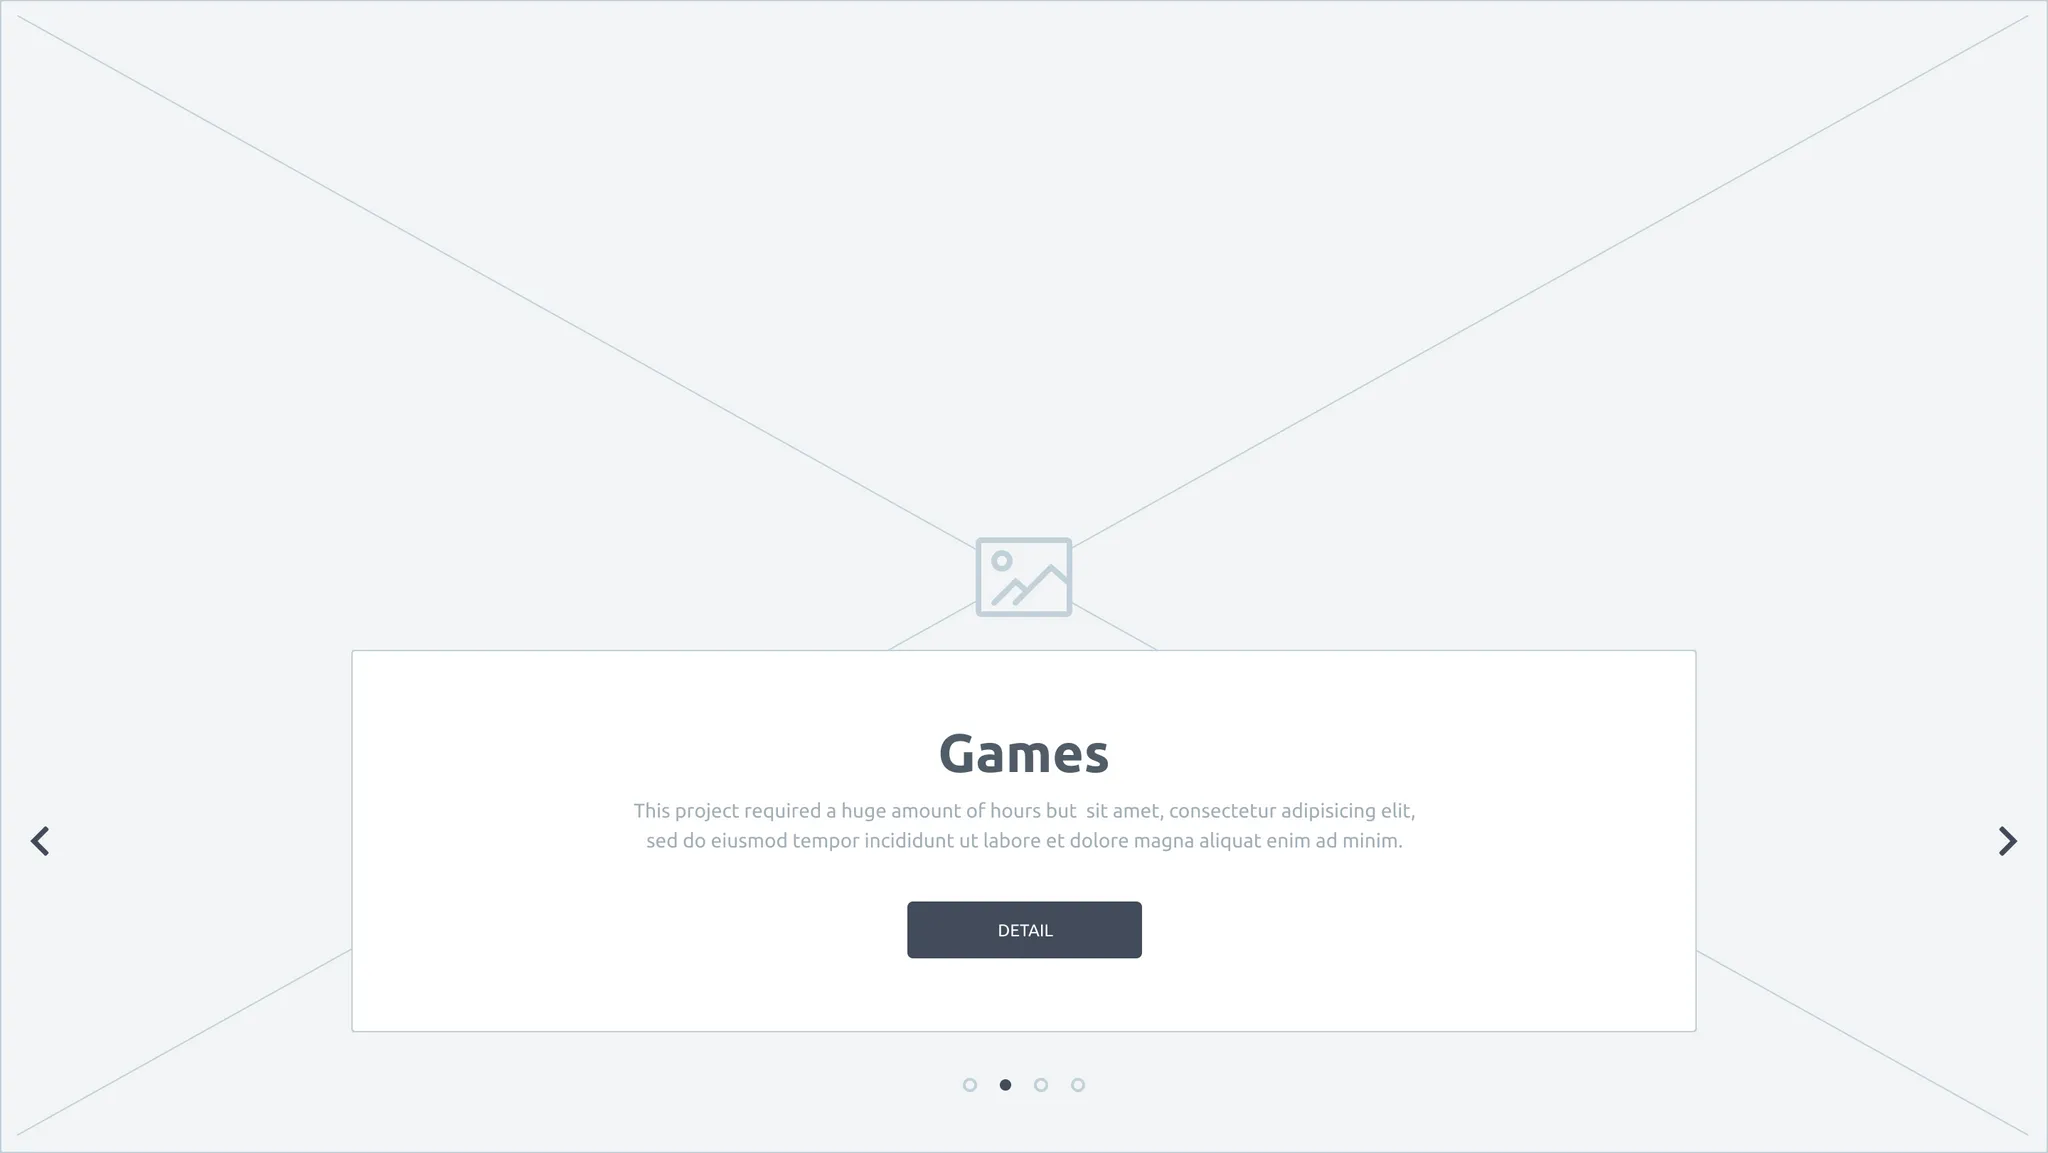 Games
This project required a huge amount of hours but  sit amet, consectetur adipisicing elit,
sed do eiusmod tempor incididunt ut labore et dolore magna aliquat enim ad minim.
DETAIL